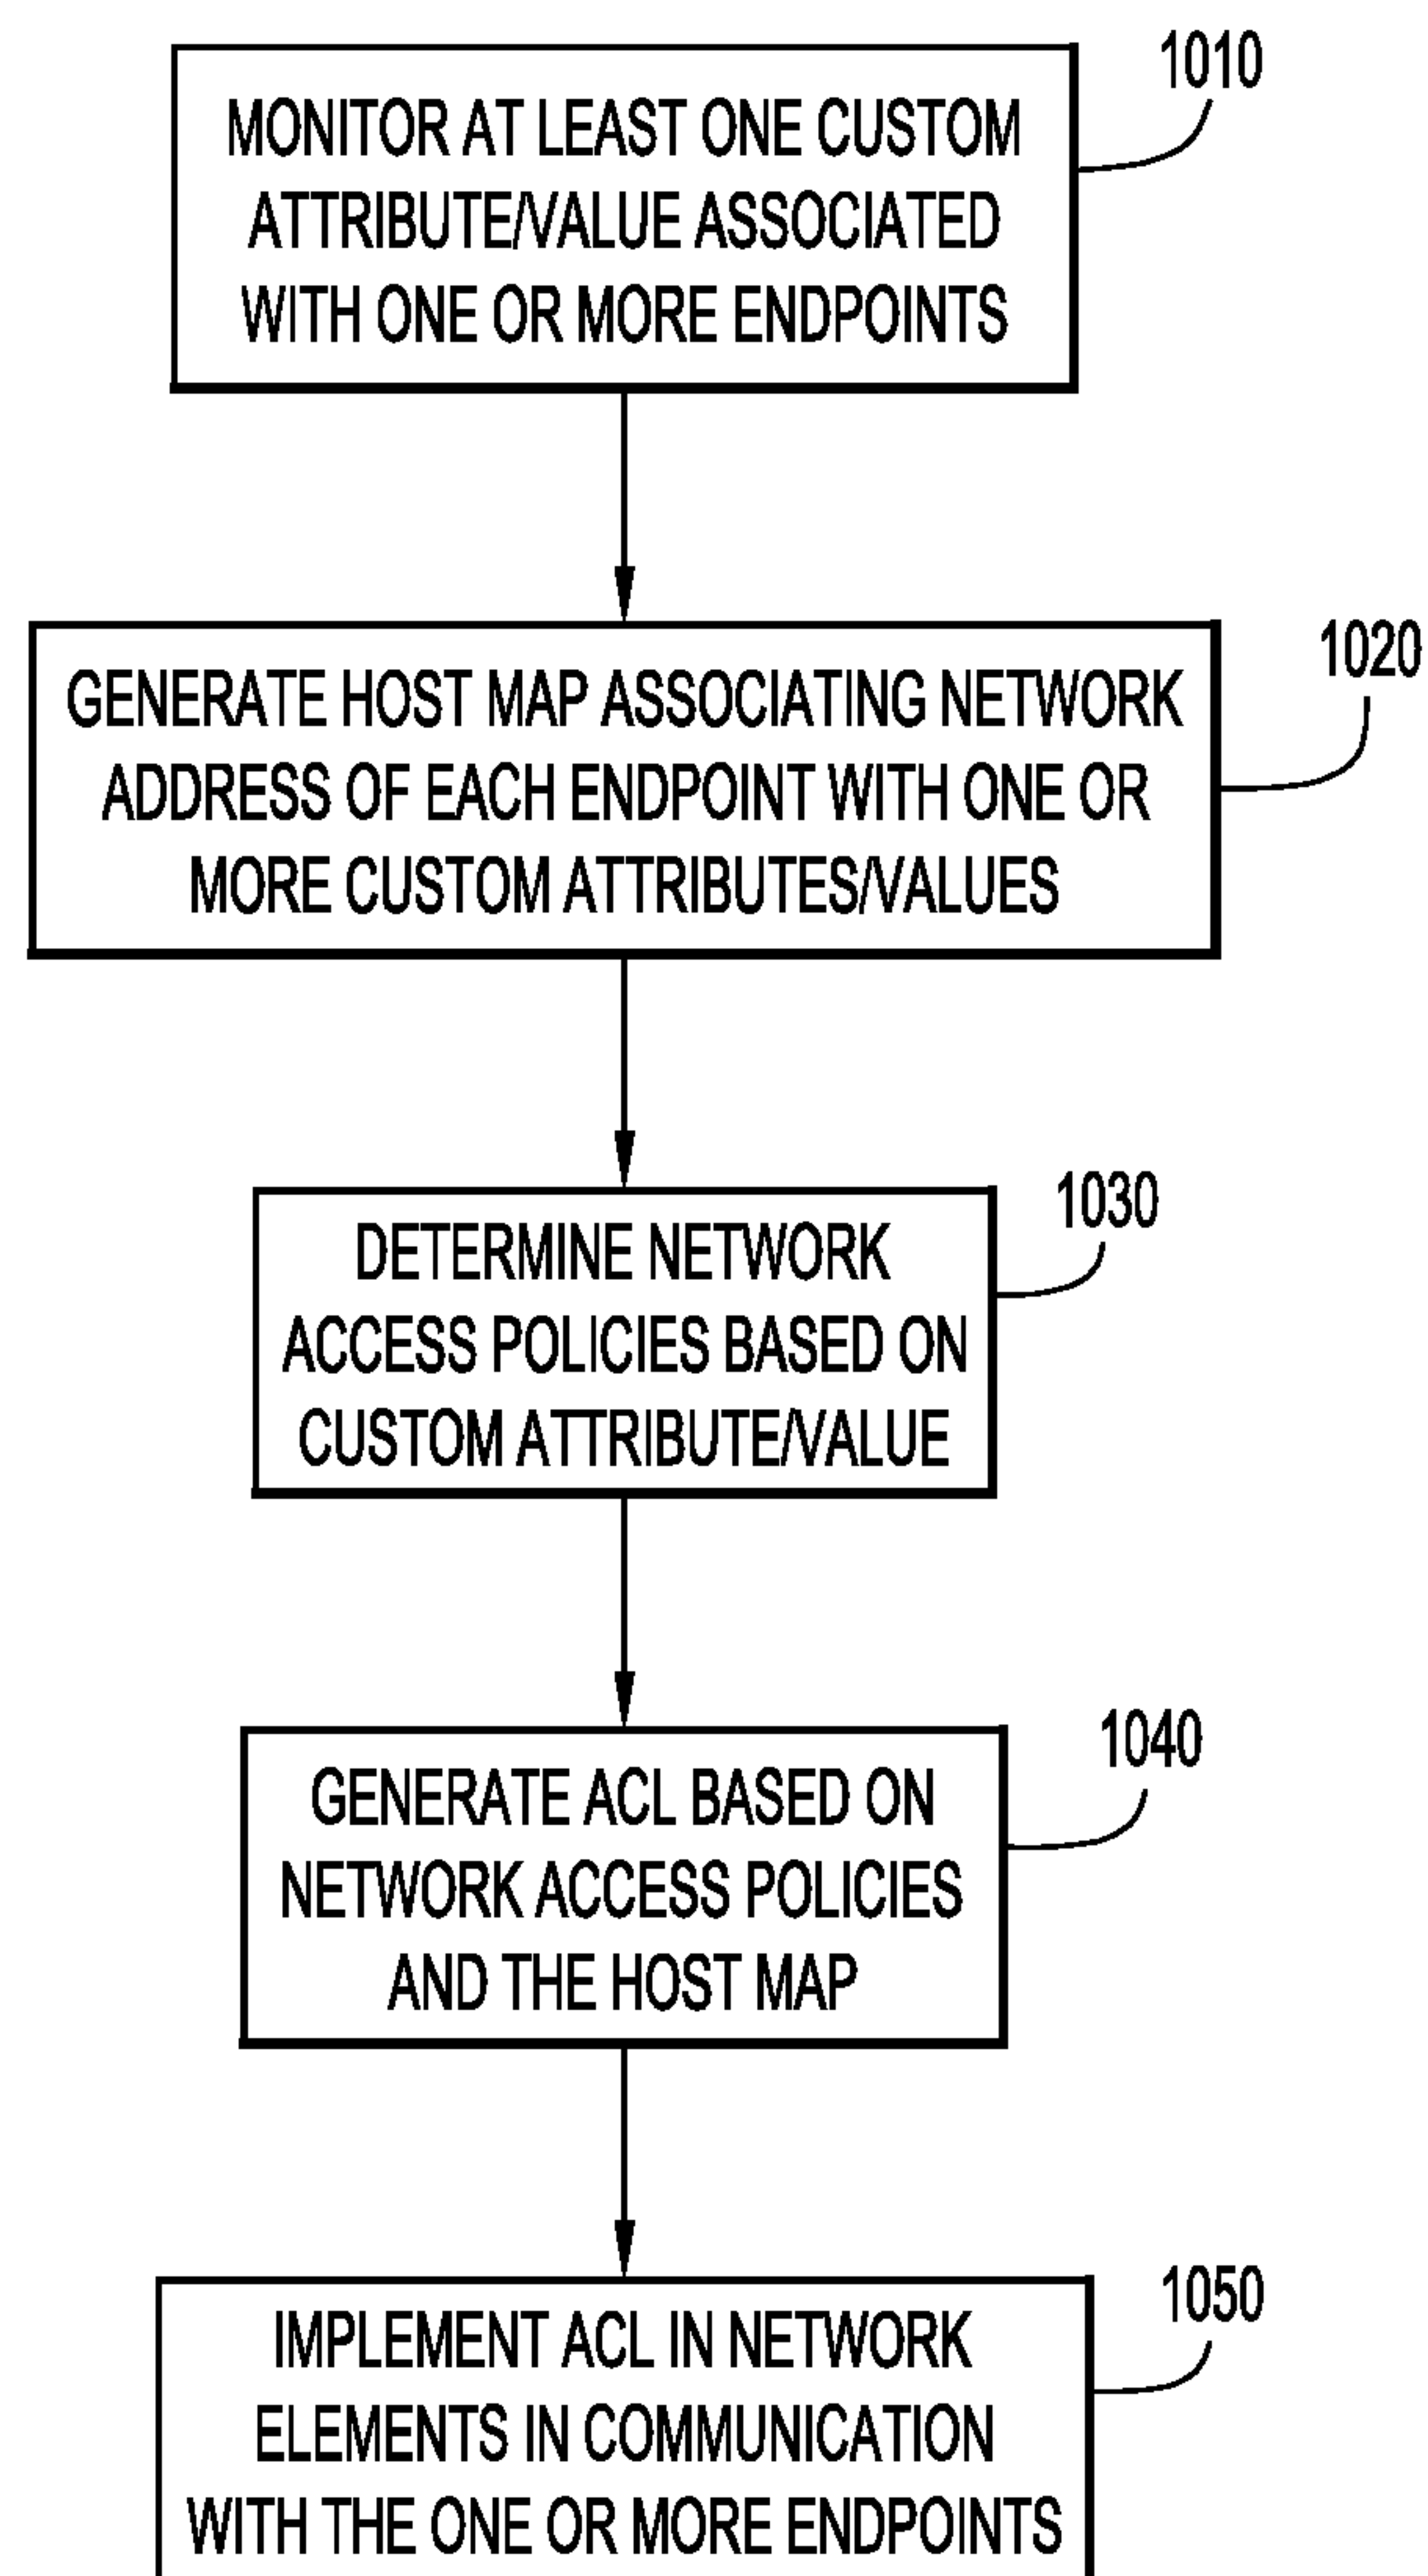 1010
MONITOR AT LEAST ONE CUSTOM
ATTRIBUTE/VALUE ASSOCIATED
WITH ONE OR MORE ENDPOINTS
1020
GENERATE HOST MAP ASSOCIATING NETWORK
ADDRESS OF EACH ENDPOINT WITH ONE OR
MORE CUSTOM ATTRIBUTES/VALUES
1030
DETERMINE NETWORK
ACCESS POLICIES BASED ON
CUSTOM ATTRIBUTE/VALUE
1040
GENERATE ACL BASED ON
NETWORK ACCESS POLICIES
AND THE HOST MAP
1050
IMPLEMENT ACL IN NETWORK
ELEMENTS IN COMMUNICATION
WITH THE ONE OR MORE ENDPOINTS